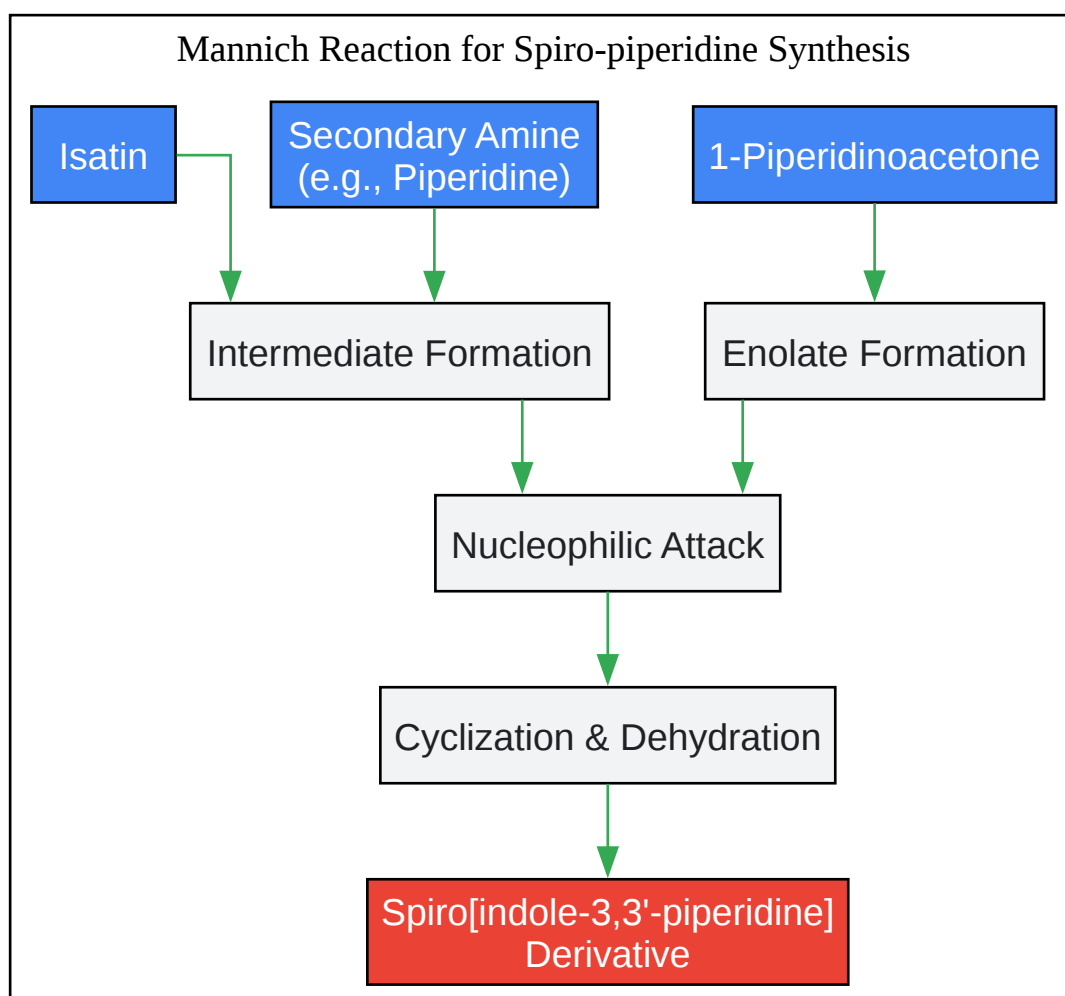 Mannich Reaction for Spiro-piperidine Synthesis
Isatin
Secondary Amine
(e.g., Piperidine)
1-Piperidinoacetone
Intermediate Formation
Enolate Formation
Nucleophilic Attack
Cyclization & Dehydration
Spiro[indole-3,3'-piperidine]
Derivative